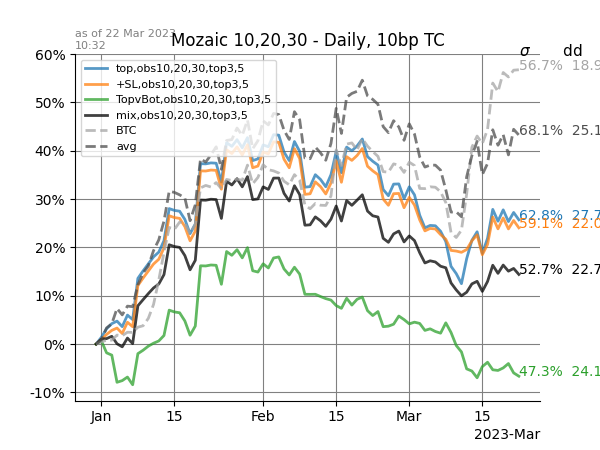 as of 22 Mar 2023
10:32
Mozaic 10,20,30 - Daily, 10bp TC
σ dd
60%
50%
40%
30%
20%
10%
0%
-10%
top,obs10,20,30,top3,5
+SL,obs10,20,30,top3,5
TopvBot,obs10,20,30,top3,5
mix,obs10,20,30,top3,5
BTC
avg
56.7% 18.9
68.1% 25.1
62.8% 27.7
59.1% 22.0
52.7% 22.7
47.3% 24.1
Jan 15 Feb 15 Mar 15
2023-Mar